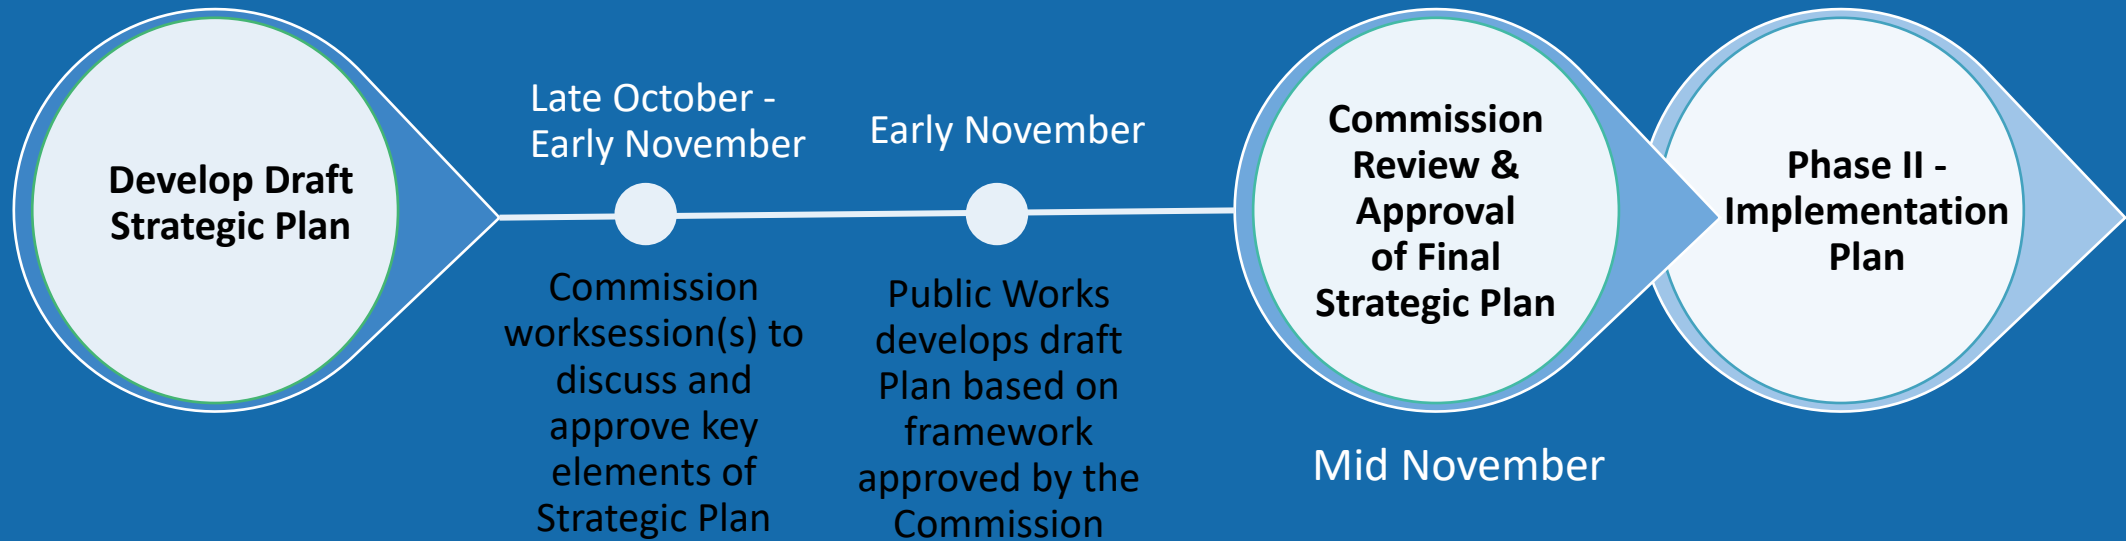 Develop Draft
Strategic Plan
Late October -
Early November
Commission
worksession(s) to
discuss and
approve key
elements of
Strategic Plan
Early November
Public Works
develops draft
Plan based on
framework
approved by the
Commission
Commission
Review &
Approval
of Final
Strategic Plan
Mid November
Phase II -
Implementation
Plan